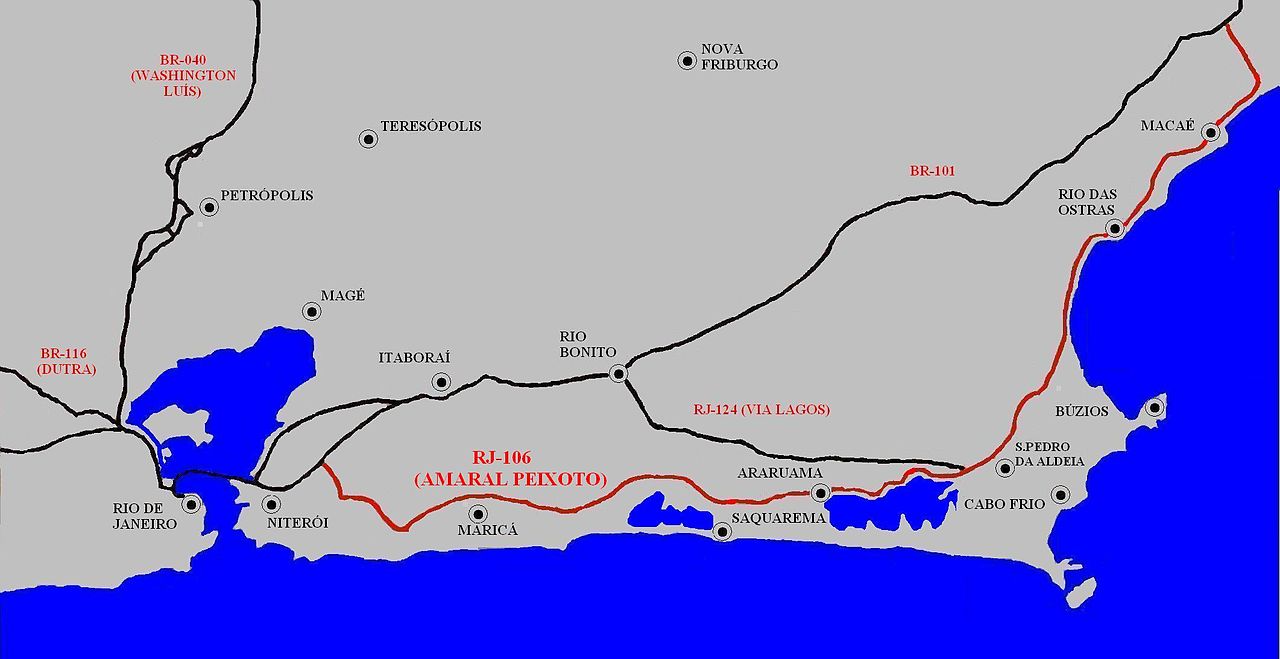 BR-040
(WASHINGTON
LUÍS)
NOVA
FRIBURGO
TERESÓPOLIS
MACAÉ
BR-101
PETRÓPOLIS
RIO DAS
OSTRAS
MAGÉ
BR-116
(DUTRA)
ITABORAÍ
RIO
BONITO
RJ-124 (VIA LAGOS)
BÚZIOS
RJ-106
(AMARAL PEIXOTO)
ARARUAMA
S.PEDRO
DA ALDEIA
RIO DE
JANEIRO
NITERÓI
MARICÁ
SAQUAREMA
CABO FRIO